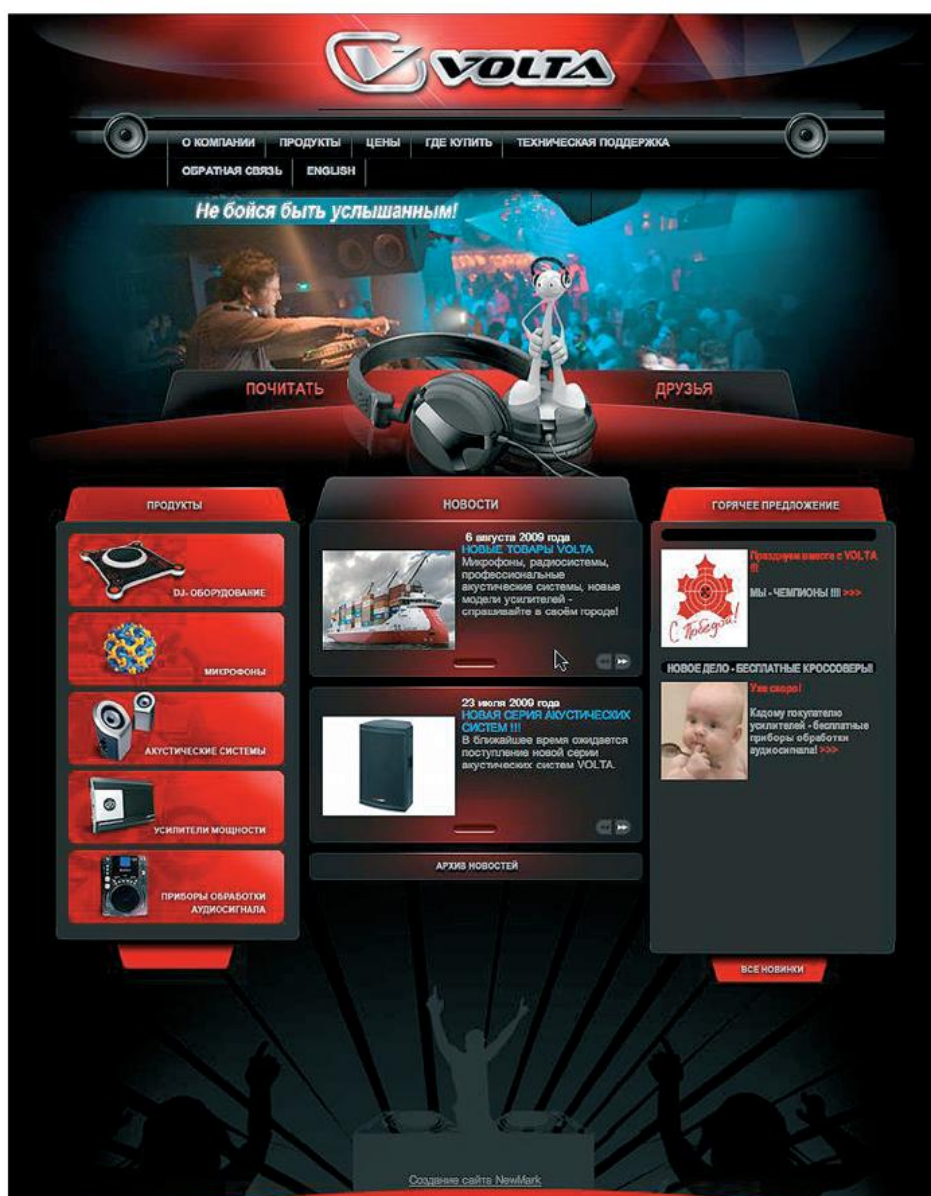 VOLTA
О КОМПАНИИ ПРОДУКТЫ ЦЕНЫ ГДЕ КУПИТЬ ТЕХНИЧЕСКАЯ ПОДДЕРЖКА
ОБРАТНАЯ СВЯЗЬ ENGLISH
Не бойся быть услышанным!
ПОЧИТАТЬ
ДРУЗЬЯ
ПРОДУКТЫ
DJ- ОБОРУДОВАНИЕ
МИКРОФОНЫ
АКУСТИЧЕСКИЕ СИСТЕМЫ
УСИЛИТЕЛИ МОЩНОСТИ
ПРИБОРЫ ОБРАБОТКИ
АУДИОСИГНАЛА
НОВОСТИ
6 августа 2009 года
НОВЫЕ ТОВАРЫ VOLTA
Микрофоны, радиосистемы,
профессиональные
акустические системы, новые
модели усилителей -
спрашивайте в своём городе!
23 июля 2009 года
НОВАЯ СЕРИЯ АКУСТИЧЕСКИХ
СИСТЕМ !!!
В ближайшее время ожидается
поступление новой серии
акустических систем VOLTA.
АРХИВ НОВОСТЕЙ
ГОРЯЧЕЕ ПРЕДЛОЖЕНИЕ
Празднуем вместе с VOLTA
!!!
МЫ - ЧЕМПИОНЫ !!!! >>>
С Победой!
НОВОЕ ДЕЛО - БЕСПЛАТНЫЕ КРОССОВЕРЫ!
Уже скоро!
Кадому покупателю
усилителей - бесплатные
приборы обработки
аудиосигнала! >>>
ВСЕ НОВИНКИ
Создание сайта NewMark